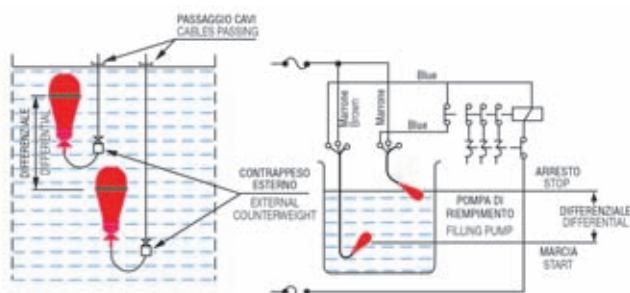 PASSAGGIO CAVI
CABLES PASSING
DIFFERENZIALE
DIFFERENTIAL
CONTRAPPESO
ESTERNO
EXTERNAL
COUNTERWEIGHT
Blue
Marrone
Brown
Marrone
Blue
ARRESTO
STOP
POMPA DI
RIEMPIMENTO
FILLING PUMP
DIFFERENZIALE
DIFFERENTIAL
MARCIA
START